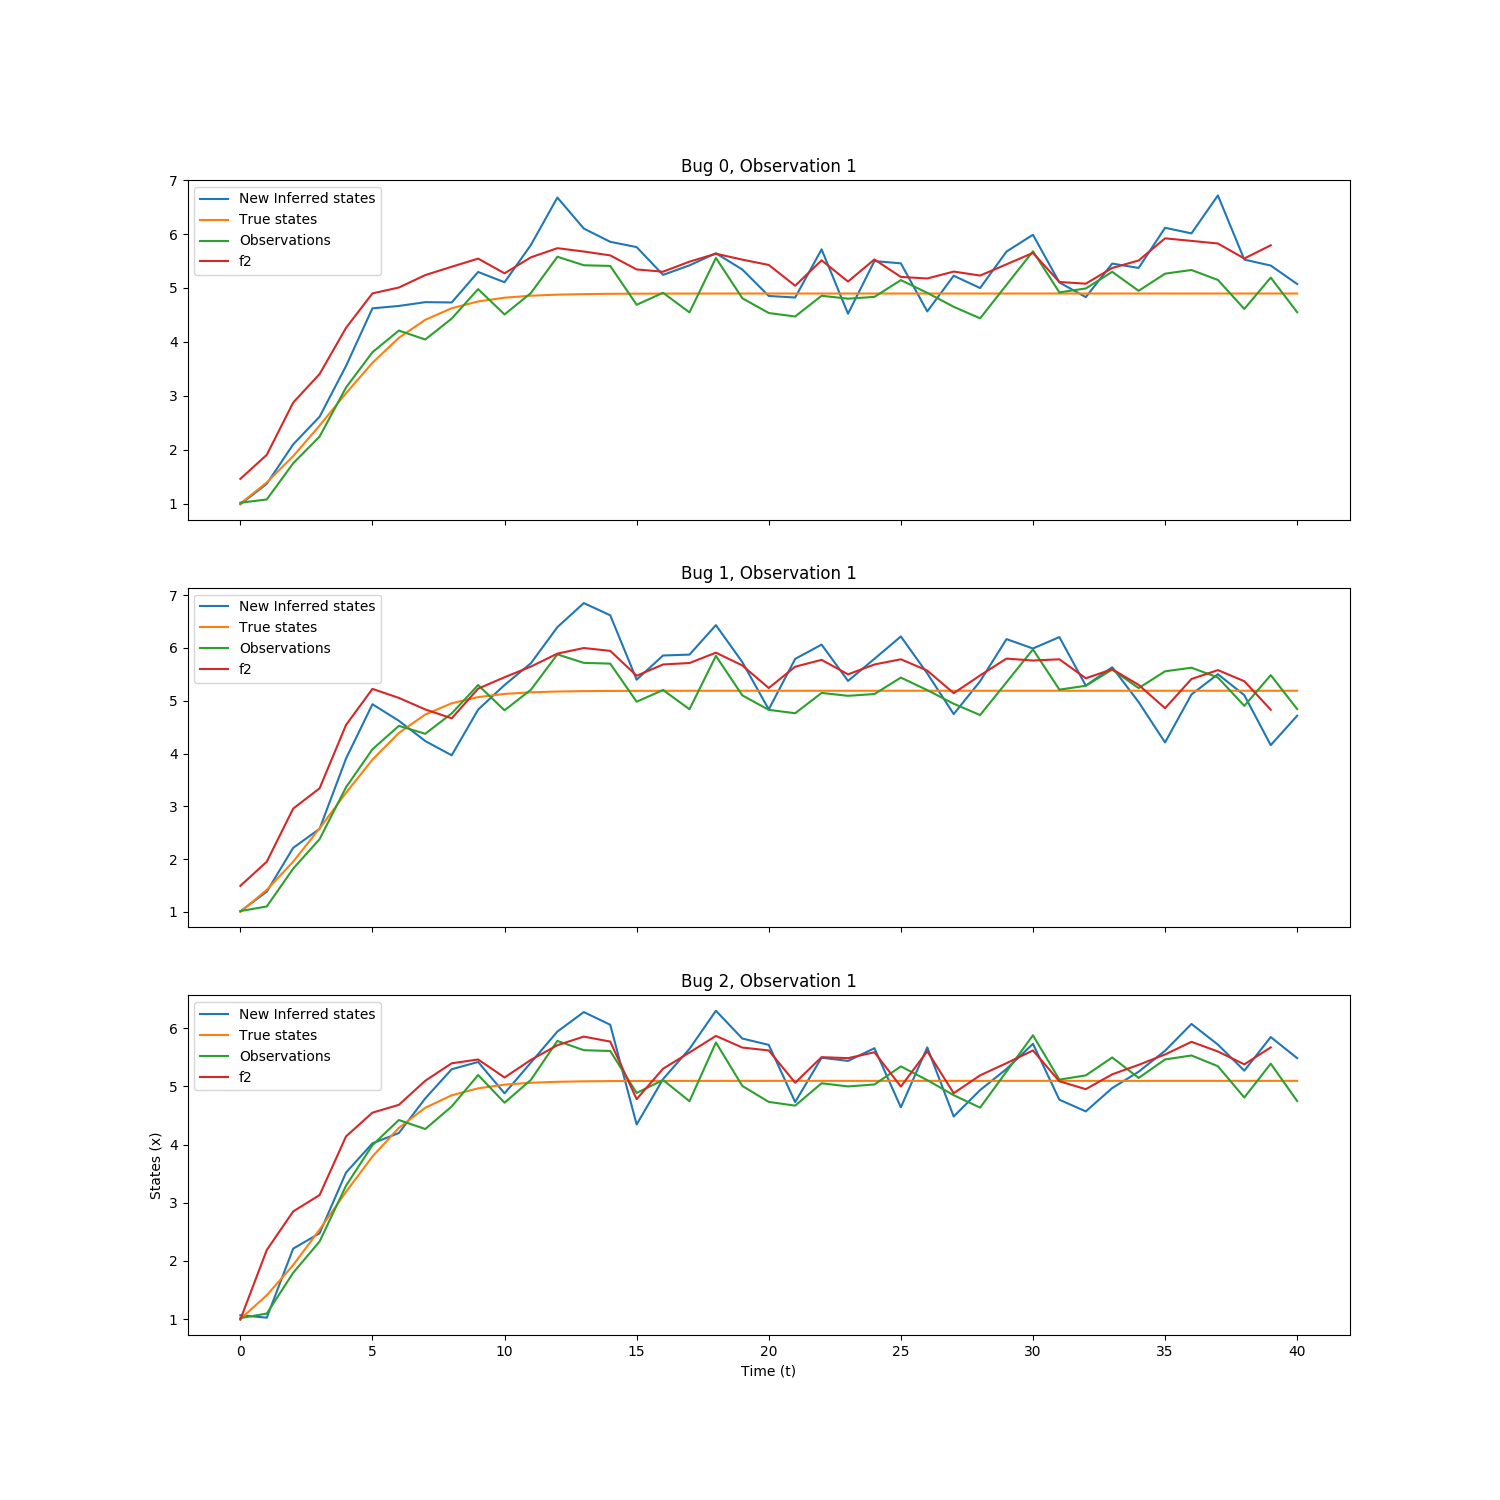 Bug 0, Observation 1
7
6
5
4
3
2
1
New Inferred states
True states
Observations
f2
Bug 1, Observation 1
7
6
5
4
3
2
1
New Inferred states
True states
Observations
f2
Bug 2, Observation 1
States (x)
6
5
4
3
2
1
New Inferred states
True states
Observations
f2
0 5 10 15 20 25 30 35 40
Time (t)